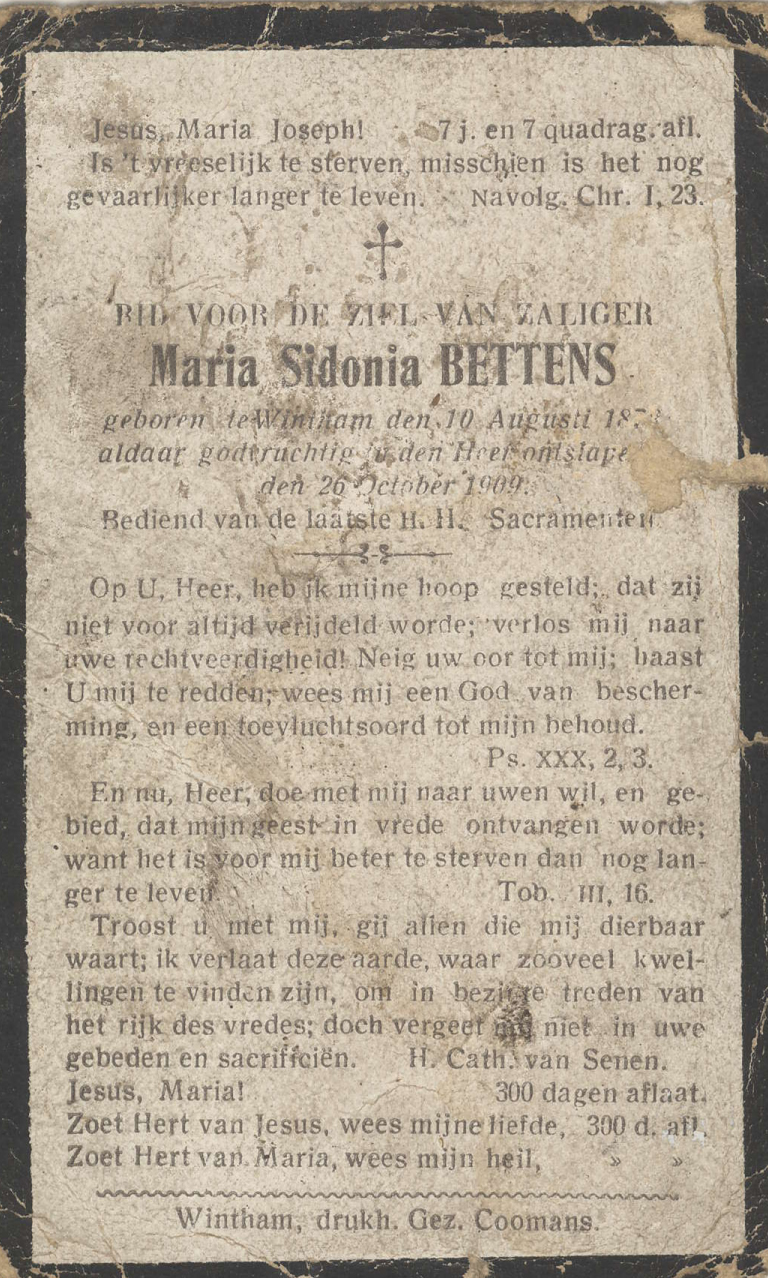 Jesus, Maria Joseph! 7 j. en 7 quadrag. afl.
Is 't vreeselijk te sterven, misschien is het nog
gevaarlijker langer te leven. Navolg. Chr. I, 23.
BID VOOR DE ZIEL VAN ZALIGER
Maria Sidonia BETTENS
geboren te Wintham den 10 Augusti
aldaar godvruchtig in den Heer
den 26 October 1909.
Bediend van de laatste H. H. Sacramenten
Op U, Heer, heb ik mijne hoop gesteld; dat zij
niet voor altijd verijdeld worde; verlos mij naar
uwe rechtveerdigheid! Neig uw oor tot mij; haast
U mij te redden; wees mij een God van bescher-
ming, en een toevluchtsoord tot mijn behoud.
Ps. XXX, 2, 3.
En nu, Heer, doe met mij naar uwen wil, en ge-
bied, dat mijn geest in vrede ontvangen worde;
want het is voor mij beter te sterven dan nog lan-
ger te leven. Tob. III, 16.
Troost u met mij, gij allen die mij dierbaar
waart; ik verlaat deze aarde, waar zooveel kwel-
lingen te vinden zijn, om in bezitte treden van
het rijk des vredes; doch vergeet mij niet in uwe
gebeden en sacrificiën. H. Cath. van Senen.
Jesus, Maria! 300 dagen aflaat.
Zoet Hert van Jesus, wees mijne liefde, 300 d. afl.
Zoet Hert van Maria, wees mijn heil, » »
Wintham, drukh. Gez. Coomans.